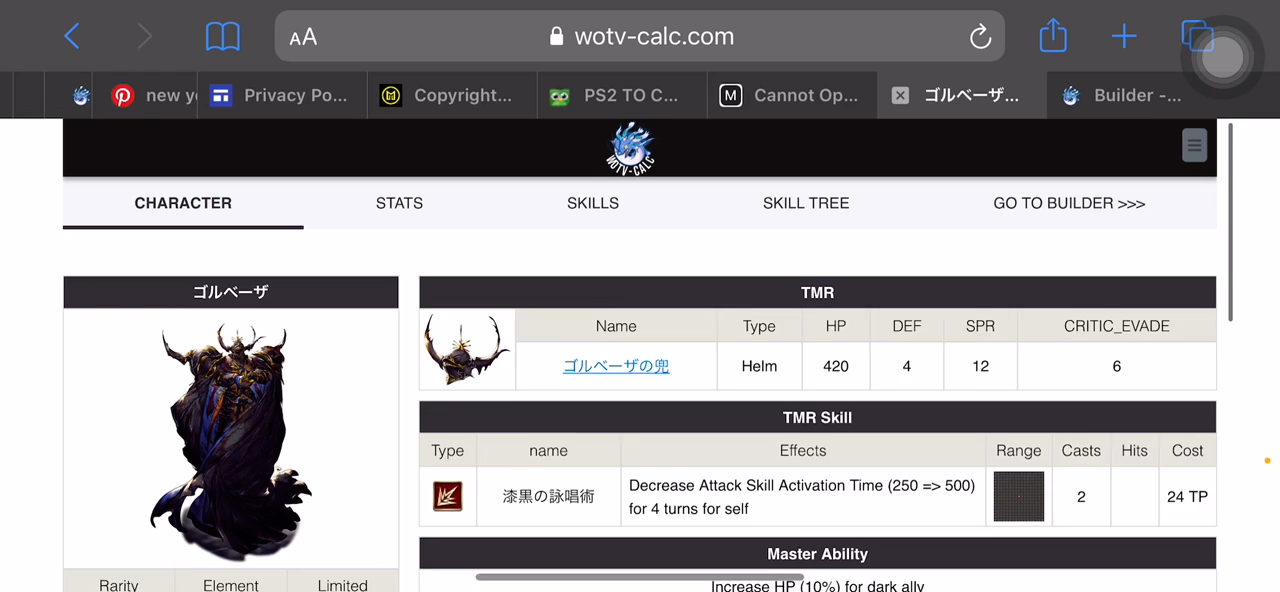 AA wotv-calc.com
new yo
Privacy Po...
Copyright...
PS2 TO C...
M Cannot Op...
ゴルベーザ...
Builder -...
WOTV-CALC
CHARACTER STATS SKILLS SKILL TREE GO TO BUILDER >>>
ゴルベーザ
TMR
Name Type HP DEF SPR CRITIC_EVADE
ゴルベーザの兜 Helm 420 4 12 6
TMR Skill
Type name Effects Range Casts Hits Cost
漆黒の詠唱術 Decrease Attack Skill Activation Time (250 => 500)
for 4 turns for self 2 24 TP
Master Ability
Increase HP (10%) for dark ally
Rarity Element Limited